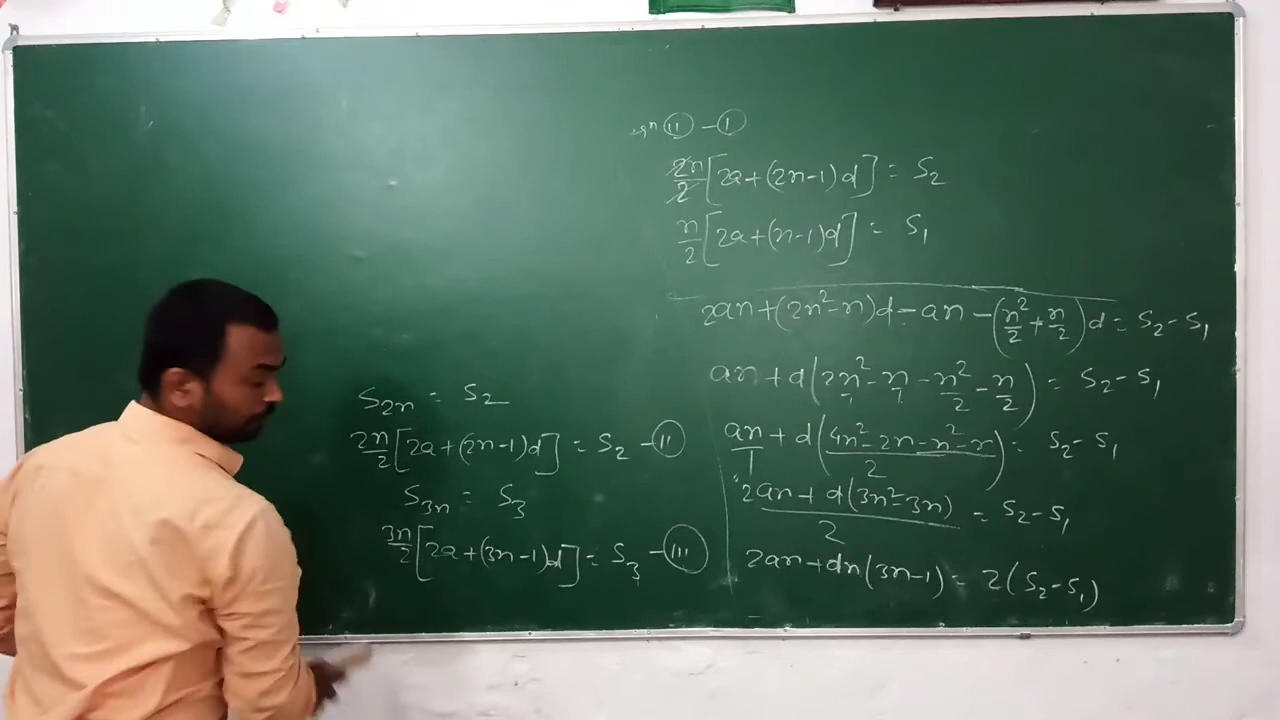 S₂ₙ = S₂
2n/2 [2a+(2n-1)d] = S₂ - (II)
S₃ₙ = S₃
3n/2 [2a+(3n-1)d] = S₃ - (III)
eqⁿ (II) - (I)
2n/2 [2a+(2n-1)d] = S₂
n/2 [2a+(n-1)d] = S₁
2an+(2n²-n)d - an - (n²/2 + n/2)d = S₂-S₁
an + d(2n²/1 - n/1 - n²/2 - n/2) = S₂-S₁
an/1 + d((4n²-2n-n²-n)/2) = S₂-S₁
(2an + d(3n²-3n))/2 = S₂-S₁
2an+dn(3n-1) = 2(S₂-S₁)